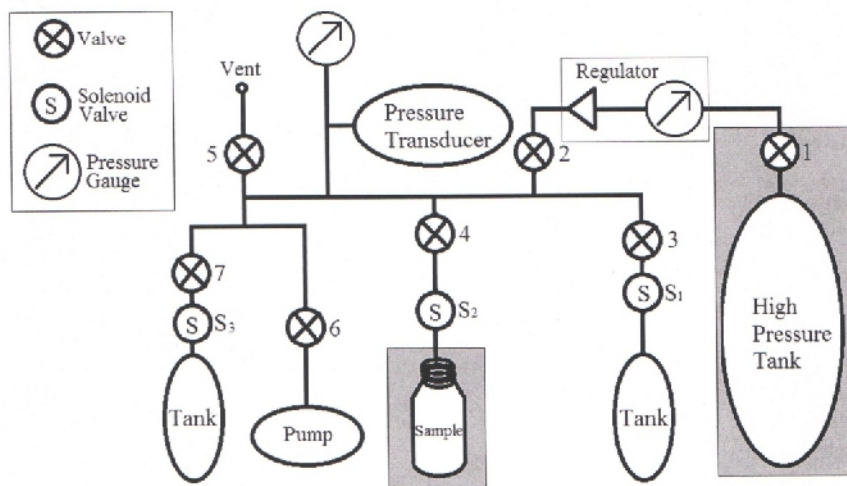 Valve
S
Solenoid
Valve
Pressure
Gauge
Vent
5
Pressure
Transducer
Regulator
2
1
4
3
7
S
S₃
6
S
S₂
S
S₁
High
Pressure
Tank
Tank
Pump
Sample
Tank